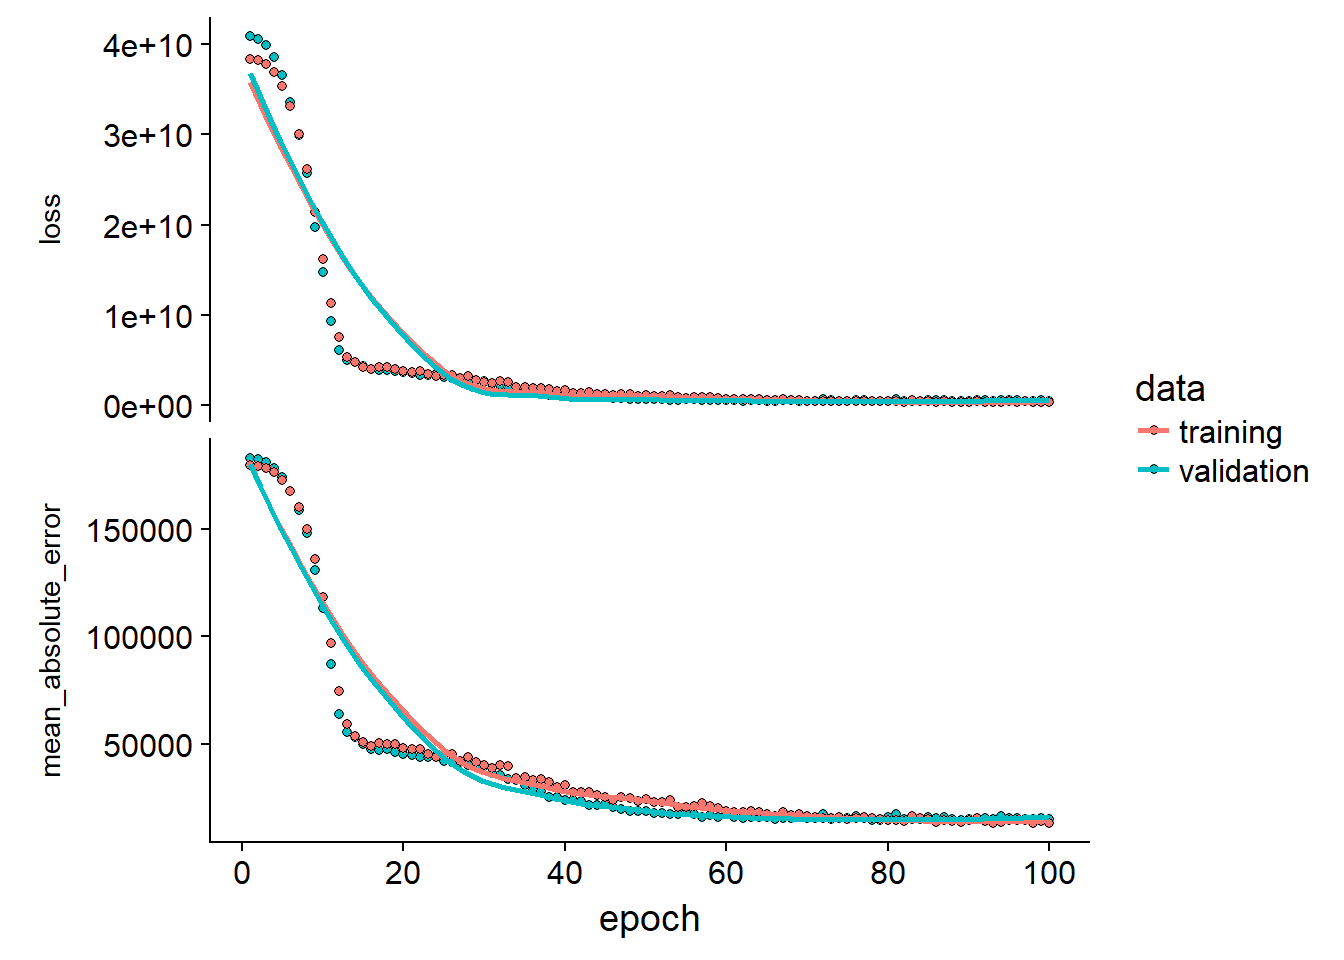 4e+10
3e+10
2e+10
1e+10
0e+00
loss
150000
100000
50000
mean_absolute_error
0 20 40 60 80 100
epoch
data
training
validation